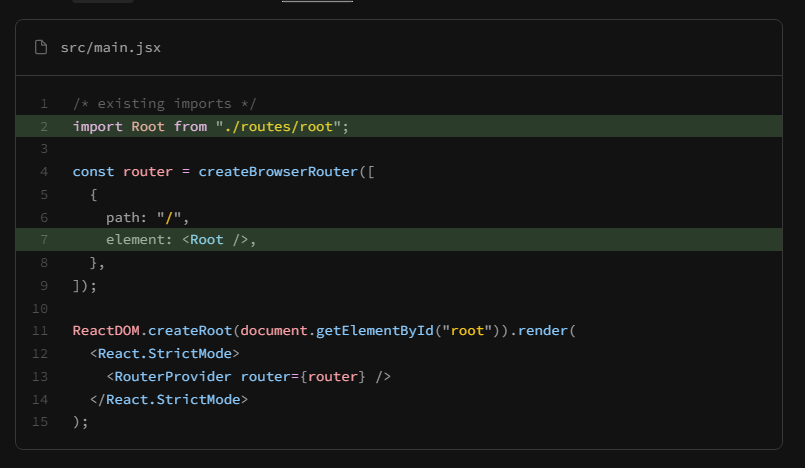 src/main.jsx
1 /* existing imports */
2 import Root from "./routes/root";
3
4 const router = createBrowserRouter([
5   {
6     path: "/",
7     element: <Root />,
8   },
9 ]);
10
11 ReactDOM.createRoot(document.getElementById("root")).render(
12   <React.StrictMode>
13     <RouterProvider router={router} />
14   </React.StrictMode>
15 );